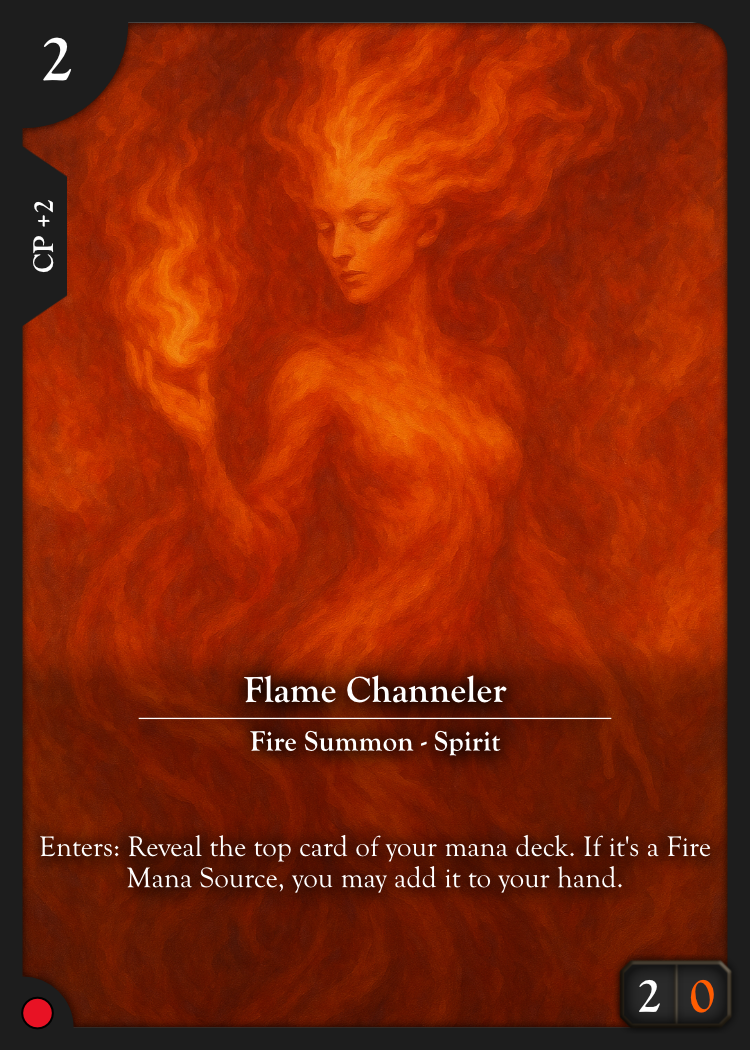 2
CP +2
Flame Channeler
Fire Summon - Spirit
Enters: Reveal the top card of your mana deck. If it's a Fire
Mana Source, you may add it to your hand.
2 0